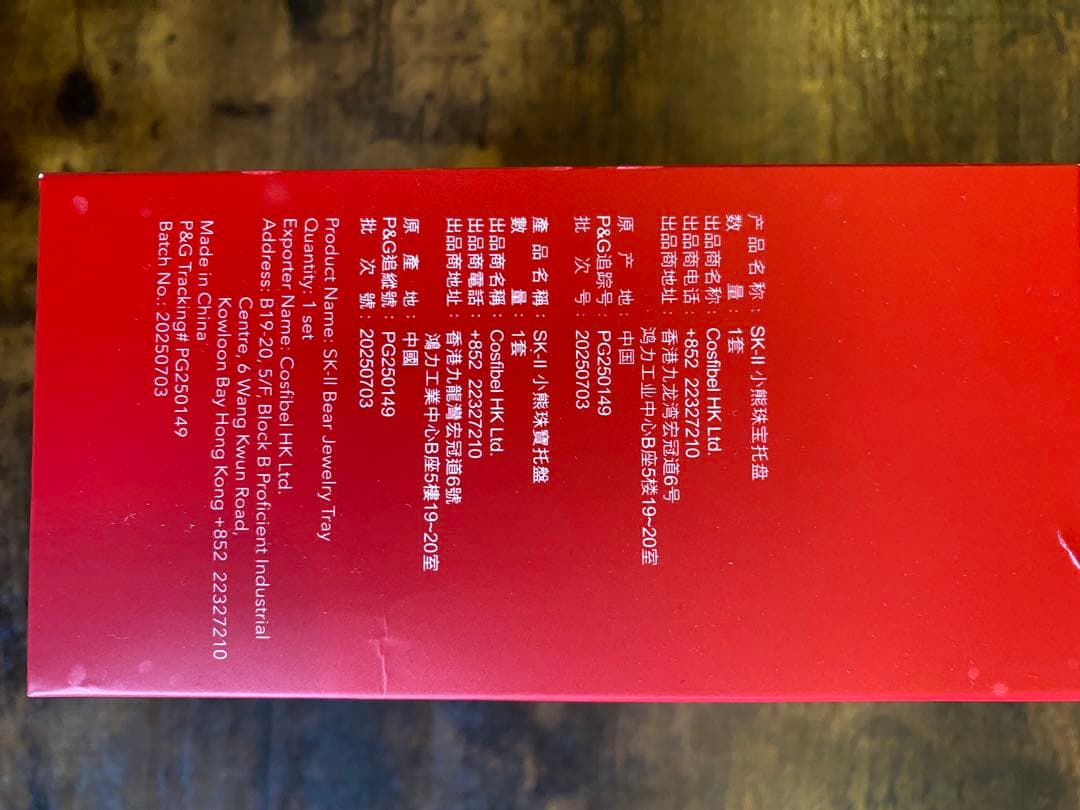 产品名称：SK-II 小熊珠宝托盘
数量：1套
出品商名称：Cosfibel HK Ltd.
出品商电话：+852 22327210
出品商地址：香港九龙湾宏冠道6号
鸿力工业中心B座5楼19~20室
原产地：中国
P&G追踪号：PG250149
批次号：20250703
產品名稱：SK-II 小熊珠寶托盤
數量：1套
出品商名稱：Cosfibel HK Ltd.
出品商電話：+852 22327210
出品商地址：香港九龍灣宏冠道6號
鴻力工業中心B座5樓19~20室
原產地：中國
P&G追縱號：PG250149
批次號：20250703
Product Name: SK-II Bear Jewelry Tray
Quantity: 1 set
Exporter Name: Cosfibel HK Ltd.
Address: B19-20, 5/F, Block B Proficient Industrial
Centre, 6 Wang Kwun Road,
Kowloon Bay Hong Kong +852 22327210
Made in China
P&G Tracking# PG250149
Batch No.: 20250703